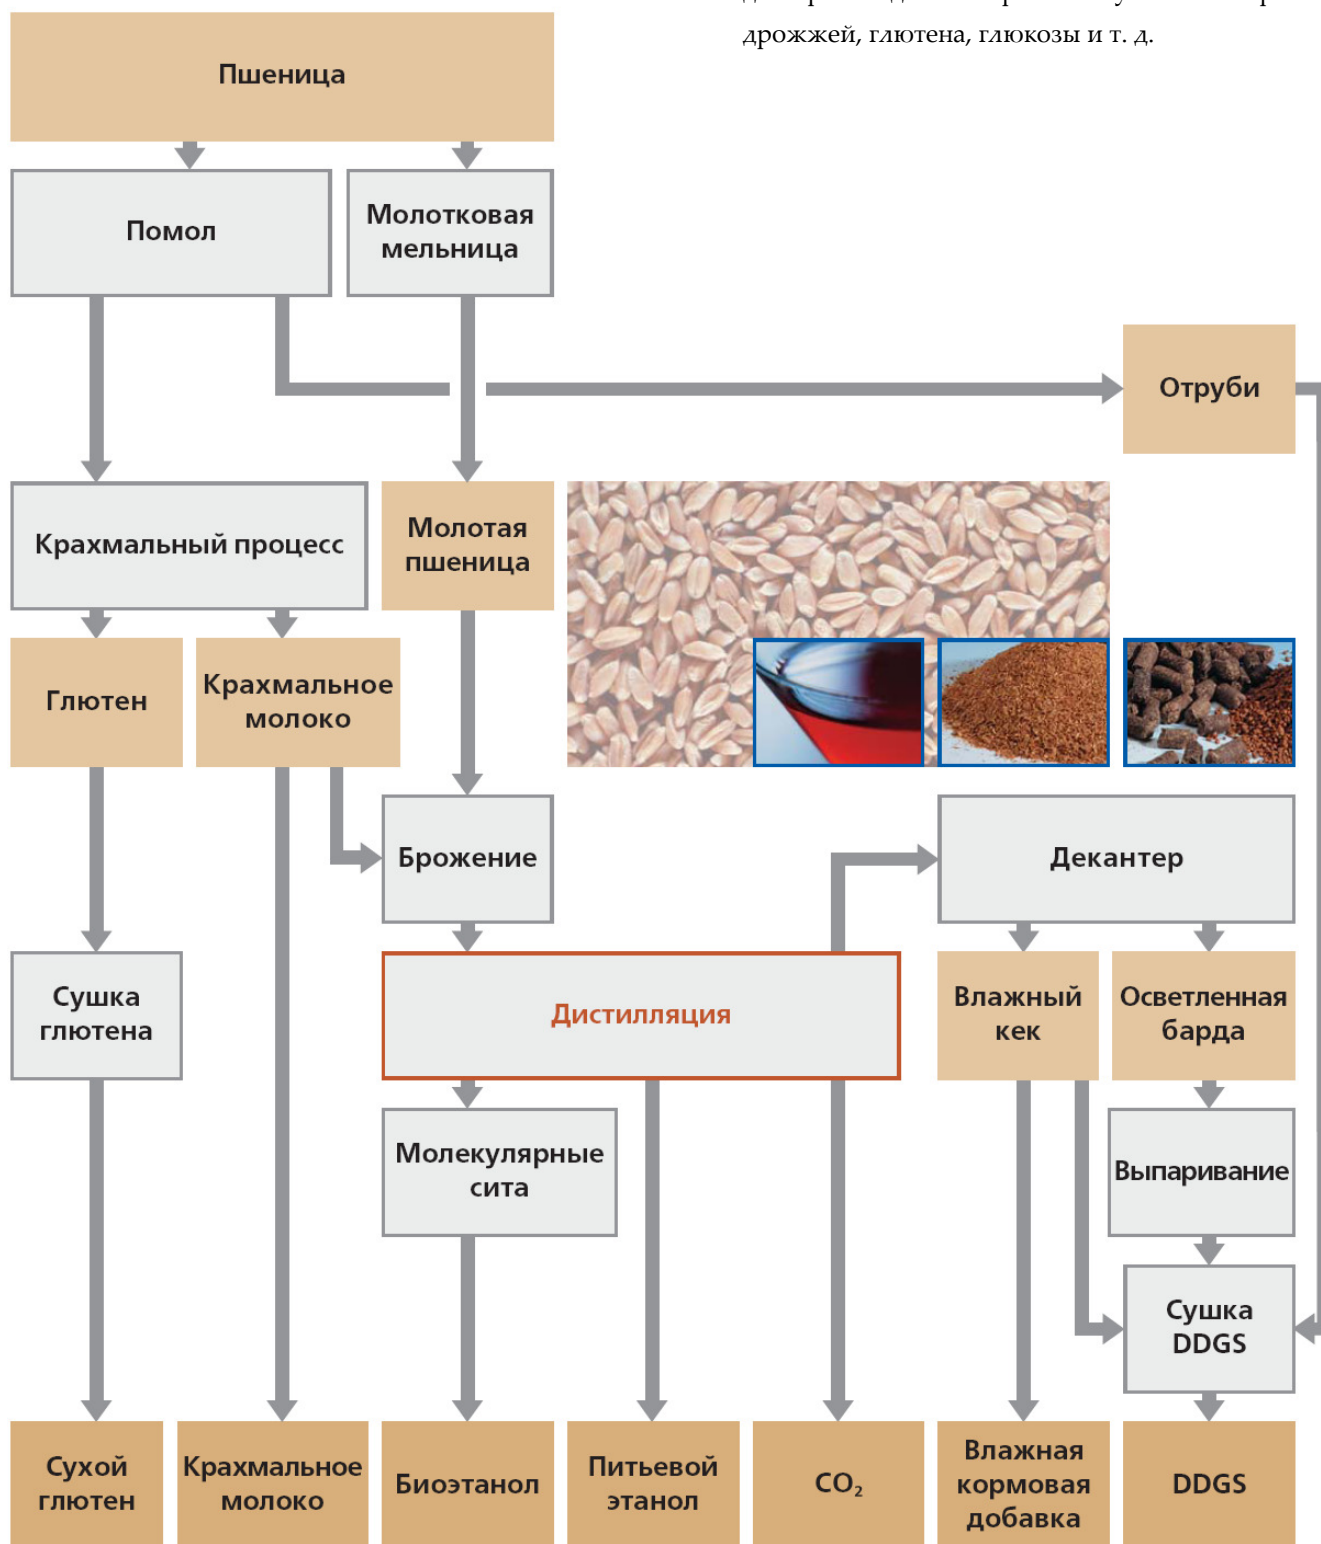 дрожжей, глютена, глюкозы и т. д.
Пшеница
Помол
Молотковая
мельница
Отруби
Крахмальный процесс
Молотая
пшеница
Глютен
Крахмальное
молоко
Брожение
Декантер
Сушка
глютена
Дистилляция
Влажный
кек
Осветленная
барда
Молекулярные
сита
Выпаривание
Сушка
DDGS
Сухой
глютен
Крахмальное
молоко
Биоэтанол
Питьевой
этанол
CO₂
Влажная
кормовая
добавка
DDGS